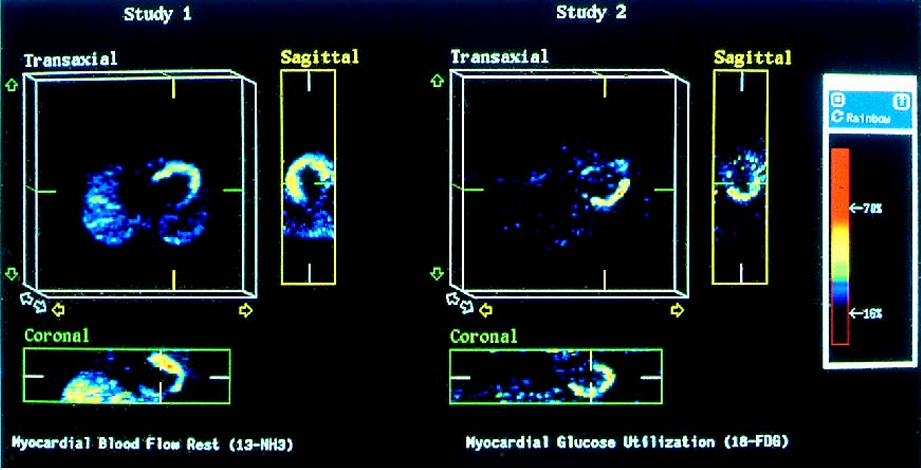 Study 1
Study 2
Transaxial
Sagittal
Transaxial
Sagittal
Rainbow
←70%
←16%
Coronal
Coronal
Myocardial Blood Flow Rest (13-NH3)
Myocardial Glucose Utilization (18-FDG)